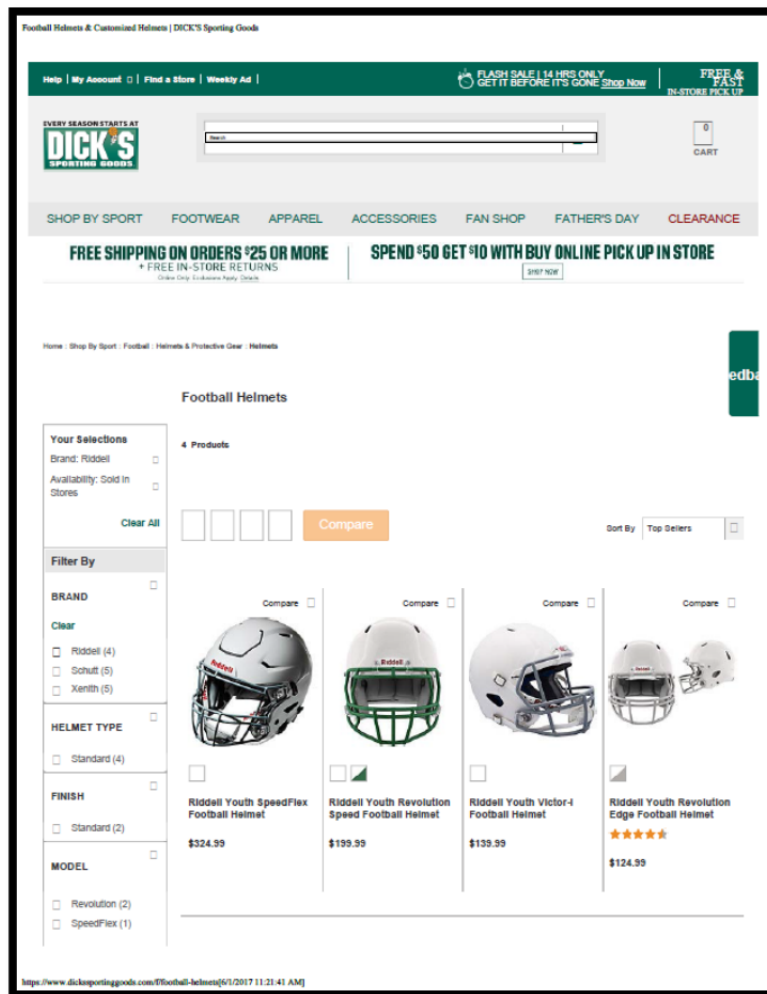 Football Helmets & Customized Helmets | DICK'S Sporting Goods
Help | My Account | Find a Store | Weekly Ad |
FLASH SALE | 14 HRS ONLY
GET IT BEFORE IT'S GONE Shop Now
FREE &
FAST
IN-STORE PICK UP
EVERY SEASON STARTS AT
DICK'S
SPORTING GOODS
Search
0
CART
SHOP BY SPORT FOOTWEAR APPAREL ACCESSORIES FAN SHOP FATHER'S DAY CLEARANCE
FREE SHIPPING ON ORDERS $25 OR MORE
+ FREE IN-STORE RETURNS
Online Only. Exclusions Apply. Details
SPEND $50 GET $10 WITH BUY ONLINE PICK UP IN STORE
SHOP NOW
Home : Shop By Sport : Football : Helmets & Protective Gear : Helmets
edba
Football Helmets
Your Selections
Brand: Riddell
Availability: Sold In
Stores
Clear All
4 Products
Compare
Sort By Top Sellers
Filter By
BRAND
Clear
Riddell (4)
Schutt (5)
Xenith (5)
HELMET TYPE
Standard (4)
FINISH
Standard (2)
MODEL
Revolution (2)
SpeedFlex (1)
Compare
Riddell
Riddell Youth SpeedFlex
Football Helmet
$324.99
Compare
Riddell
Riddell Youth Revolution
Speed Football Helmet
$199.99
Compare
Riddell Youth Victor-i
Football Helmet
$139.99
Compare
Riddell
Riddell Youth Revolution
Edge Football Helmet
$124.99
https://www.dickssportinggoods.com/f/football-helmets[6/1/2017 11:21:41 AM]